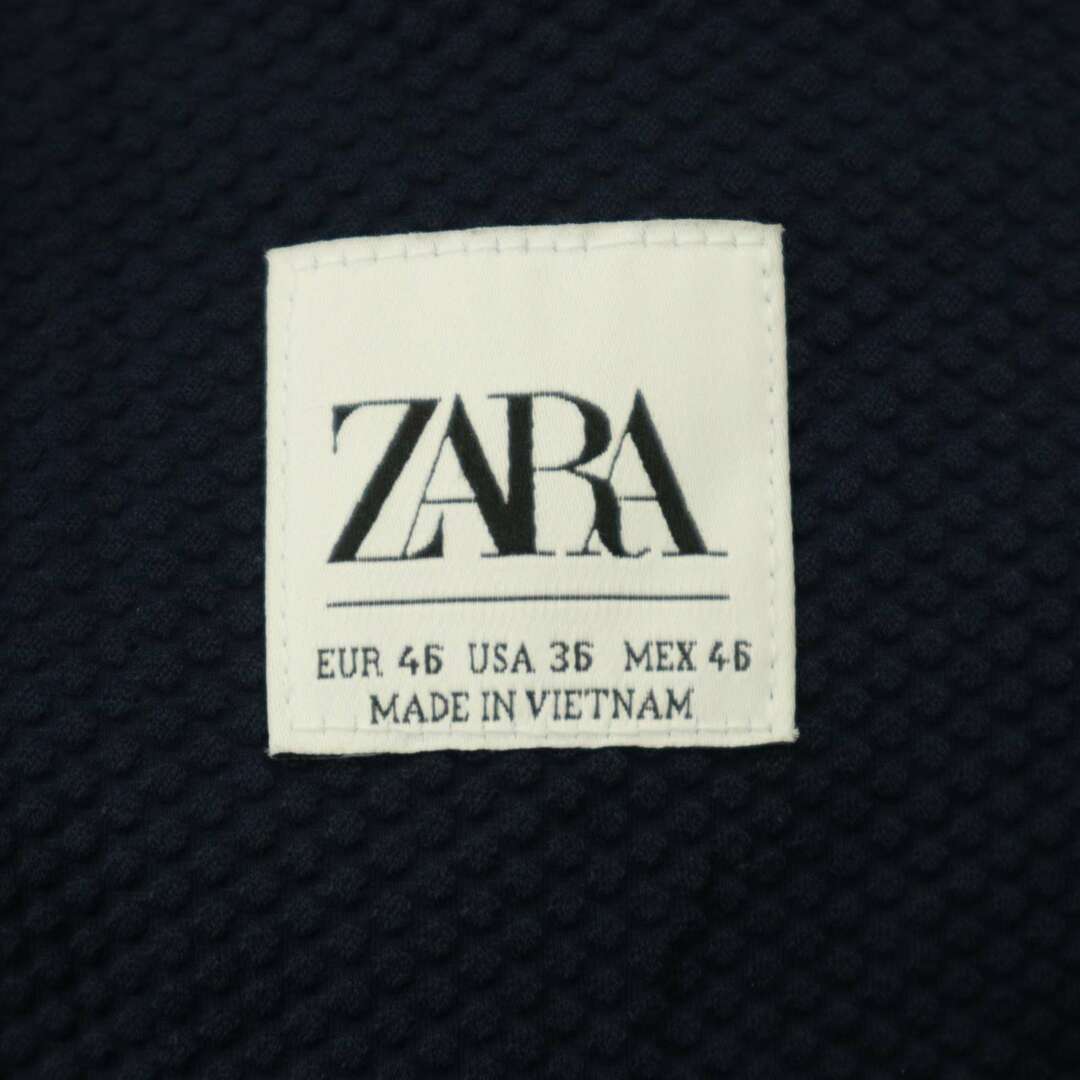 ZARA
EUR 46 USA 36 MEX 46
MADE IN VIETNAM